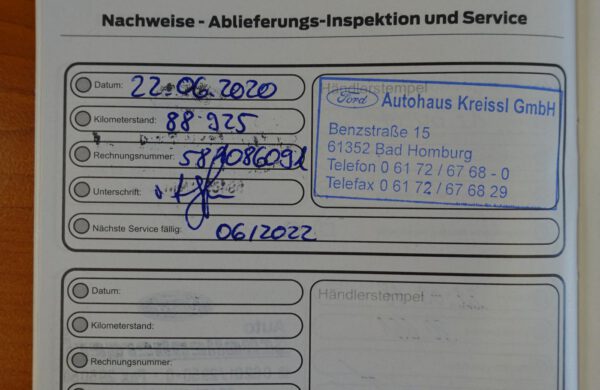 Nachweise - Ablieferungs-Inspektion und Service
Datum: 22.06.2020
Händlerstempel
Kilometerstand: 88.925
Rechnungsnummer:
Unterschrift:
Nächste Service fällig: 06/2022
Ford Autohaus Kreissl GmbH
Benzstraße 15
61352 Bad Homburg
Telefon 0 61 72 / 67 68 - 0
Telefax 0 61 72 / 67 68 29
Datum:
Händlerstempel
Kilometerstand:
Rechnungsnummer: